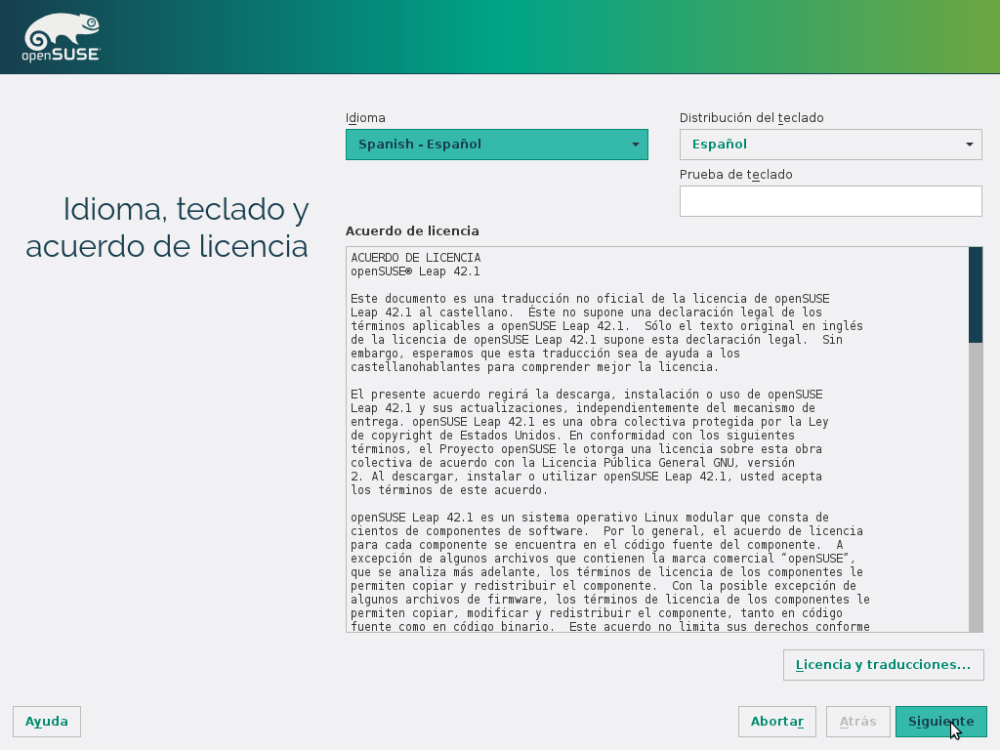 openSUSE
Idioma
Distribución del teclado
Spanish - Español
Español
Prueba de teclado
Idioma, teclado y
acuerdo de licencia
Acuerdo de licencia
ACUERDO DE LICENCIA
openSUSE® Leap 42.1
Este documento es una traducción no oficial de la licencia de openSUSE
Leap 42.1 al castellano.  Éste no supone una declaración legal de los
términos aplicables a openSUSE Leap 42.1.  Sólo el texto original en inglés
de la licencia de openSUSE Leap 42.1 supone esta declaración legal.  Sin
embargo, esperamos que esta traducción sea de ayuda a los
castellanohablantes para comprender mejor la licencia.
El presente acuerdo regirá la descarga, instalación o uso de openSUSE
Leap 42.1 y sus actualizaciones, independientemente del mecanismo de
entrega. openSUSE Leap 42.1 es una obra colectiva protegida por la Ley
de copyright de Estados Unidos. En conformidad con los siguientes
términos, el Proyecto openSUSE le otorga una licencia sobre esta obra
colectiva de acuerdo con la Licencia Pública General GNU, versión
2. Al descargar, instalar o utilizar openSUSE Leap 42.1, usted acepta
los términos de este acuerdo.
openSUSE Leap 42.1 es un sistema operativo Linux modular que consta de
cientos de componentes de software.  Por lo general, el acuerdo de licencia
para cada componente se encuentra en el código fuente del componente.  A
excepción de algunos archivos que contienen la marca comercial “openSUSE”,
que se analiza más adelante, los términos de licencia de los componentes le
permiten copiar y redistribuir el componente.  Con la posible excepción de
algunos archivos de firmware, los términos de licencia de los componentes le
permiten copiar, modificar y redistribuir el componente, tanto en código
fuente como en código binario.  Este acuerdo no limita sus derechos conforme
Licencia y traducciones...
Ayuda
Abortar
Atrás
Siguiente